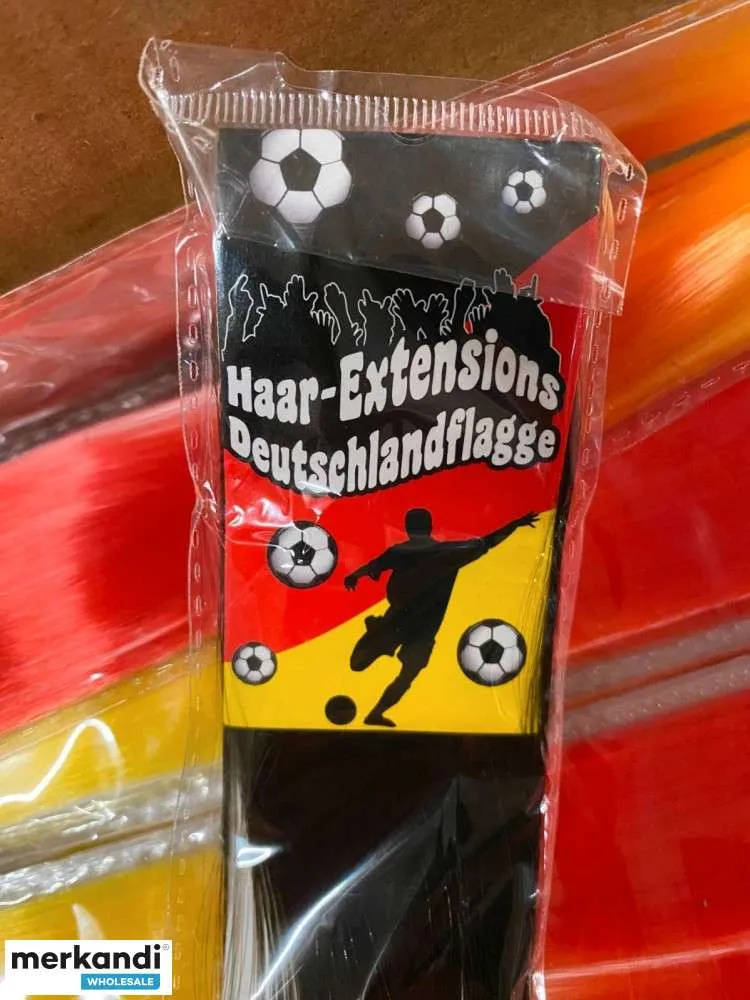 Haar-Extensions
Deutschlandflagge
merkandi®
WHOLESALE